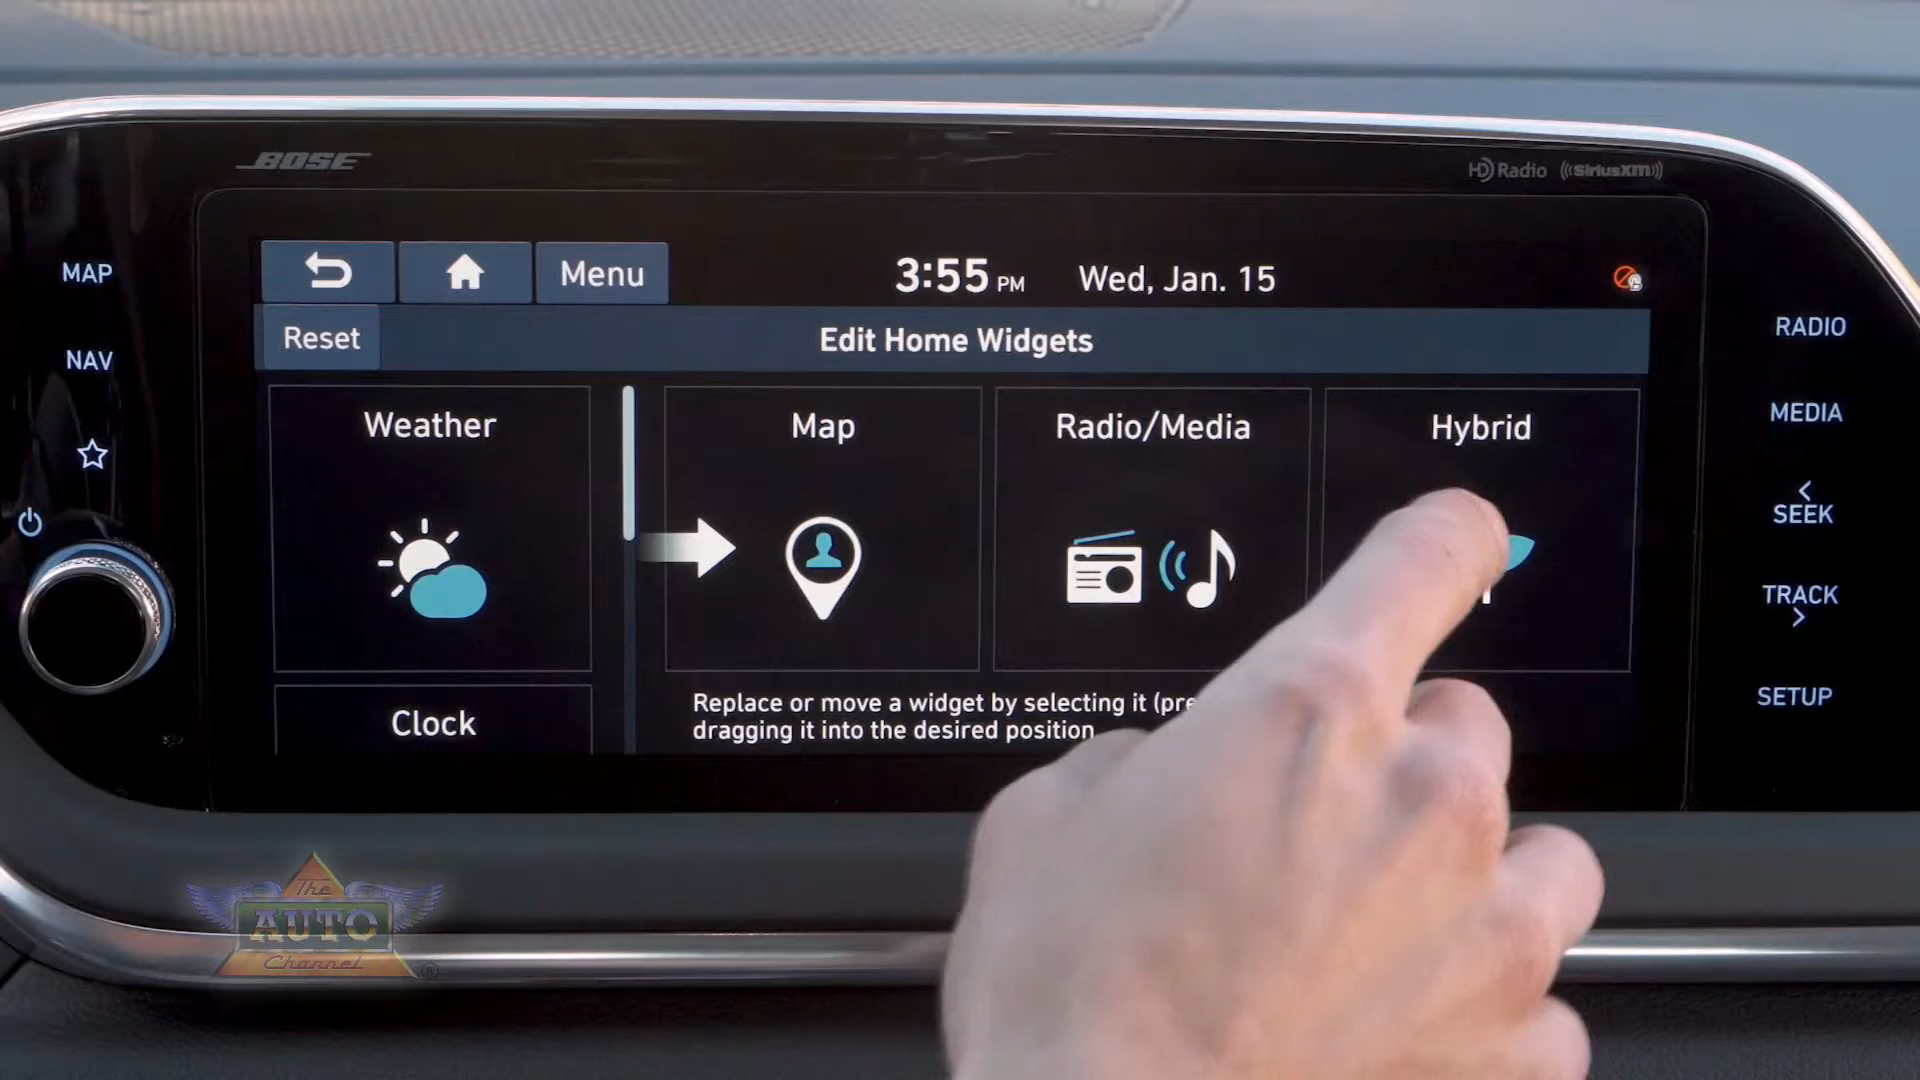 BOSE
HD Radio
SiriusXM
MAP
NAV
Menu
3:55 PM
Wed, Jan. 15
Reset
Edit Home Widgets
Weather
Map
Radio/Media
Hybrid
Replace or move a widget by selecting it (pre
dragging it into the desired position
Clock
RADIO
MEDIA
<
SEEK
TRACK
>
SETUP
The
AUTO
Channel
®